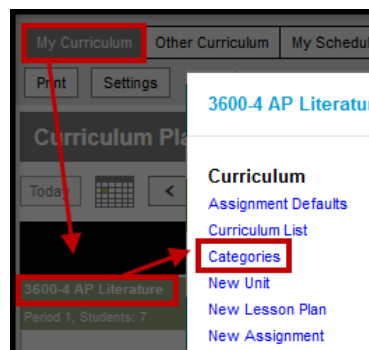 My Curriculum Other Curriculum My Schedul
Print Settings
Curriculum Pla
Today <
3600-4 AP Literature
Period 1, Students: 7
3600-4 AP Literatu
Curriculum
Assignment Defaults
Curriculum List
Categories
New Unit
New Lesson Plan
New Assignment